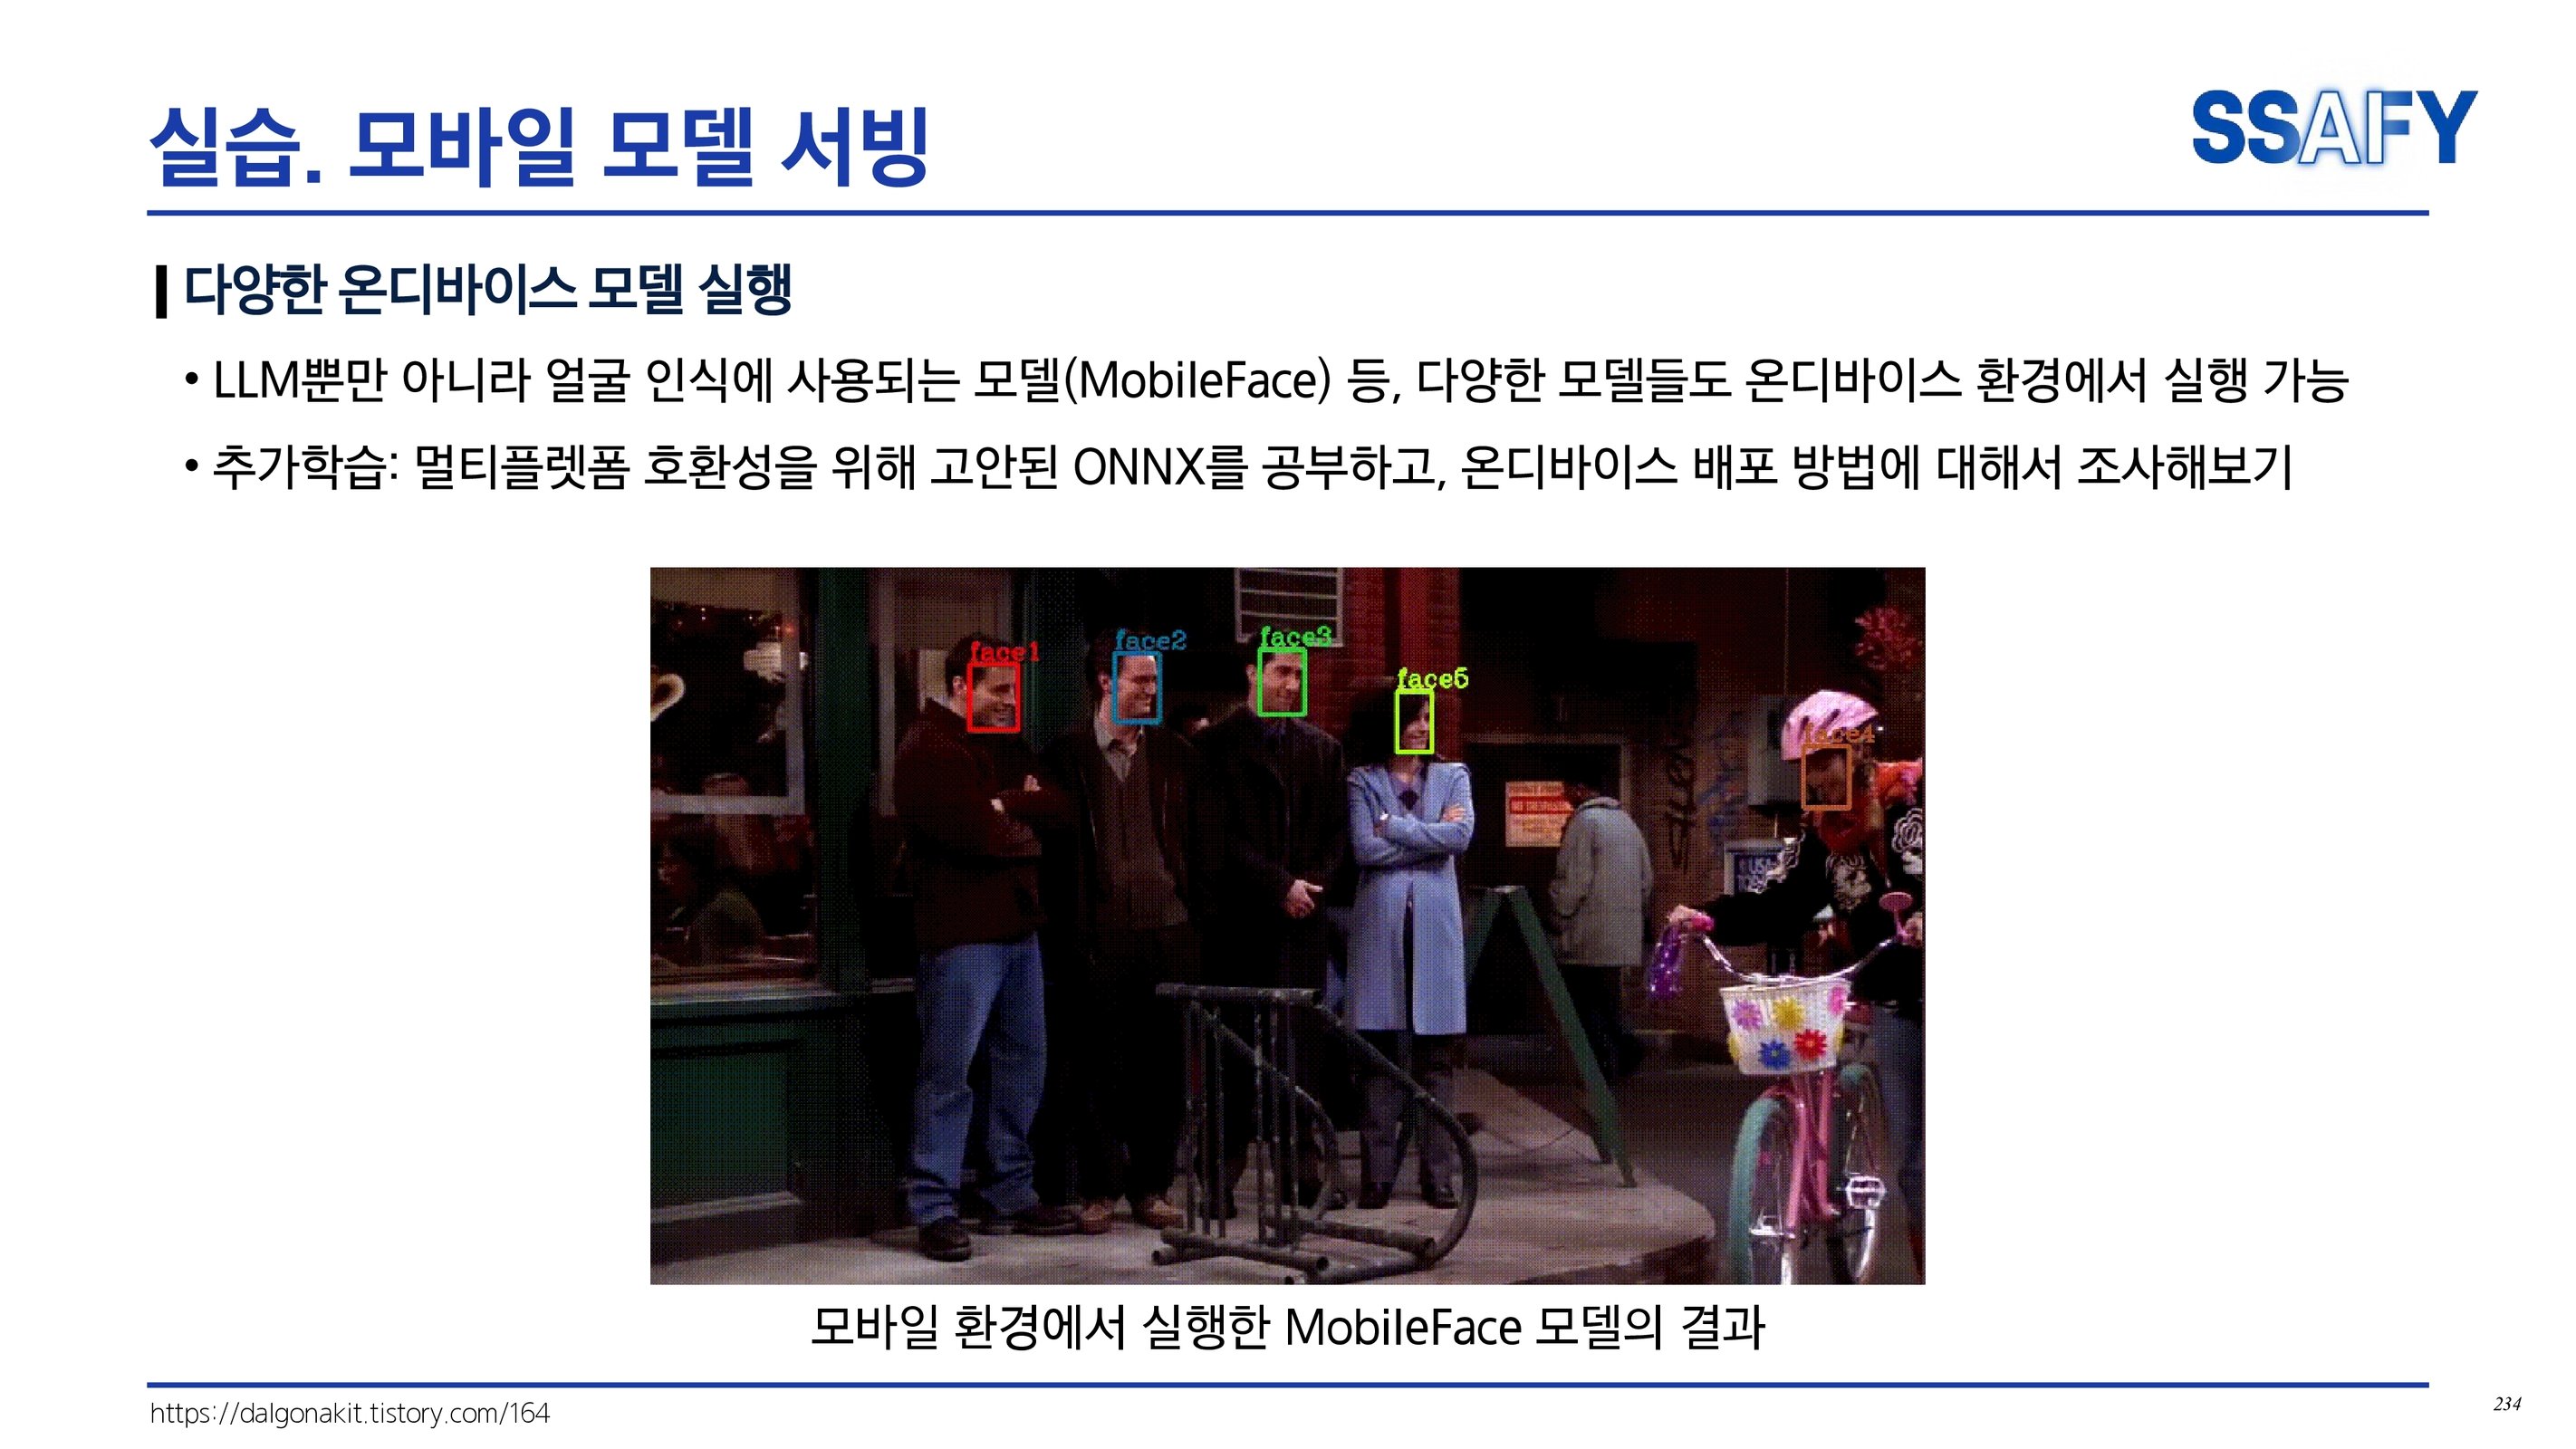 실습. 모바일 모델 서빙
SSAFY
다양한 온디바이스 모델 실행
• LLM뿐만 아니라 얼굴 인식에 사용되는 모델(MobileFace) 등, 다양한 모델들도 온디바이스 환경에서 실행 가능
• 추가학습: 멀티플렛폼 호환성을 위해 고안된 ONNX를 공부하고, 온디바이스 배포 방법에 대해서 조사해보기
face1
face2
face3
face5
face4
NO TRESPASSING
USA
TODAY
모바일 환경에서 실행한 MobileFace 모델의 결과
https://dalgonakit.tistory.com/164
234